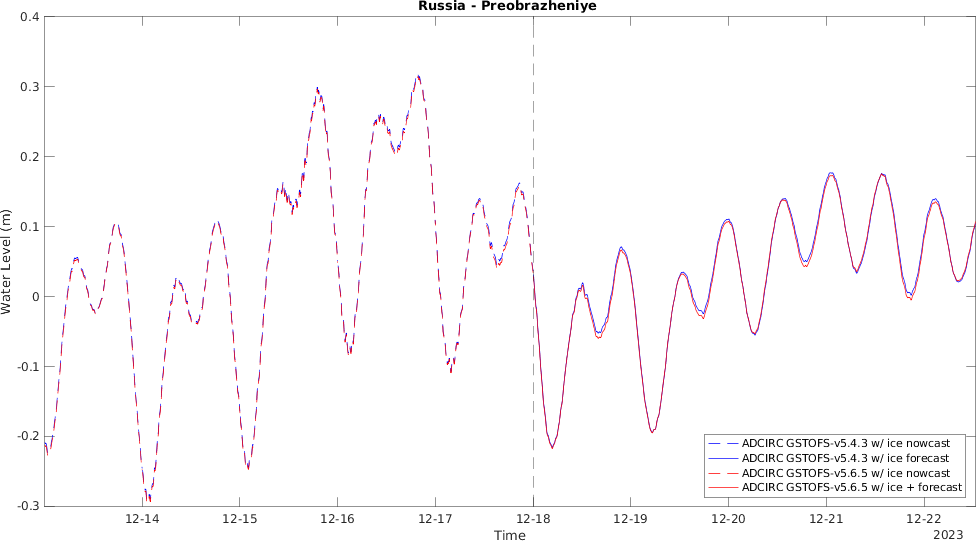 Russia - Preobrazheniye
0.4
0.3
0.2
0.1
0
-0.1
-0.2
-0.3
Water Level (m)
12-14
12-15
12-16
12-17
12-18
12-19
12-20
12-21
12-22
Time
2023
ADCIRC GSTOFS-v5.4.3 w/ ice nowcast
ADCIRC GSTOFS-v5.4.3 w/ ice forecast
ADCIRC GSTOFS-v5.6.5 w/ ice nowcast
ADCIRC GSTOFS-v5.6.5 w/ ice + forecast